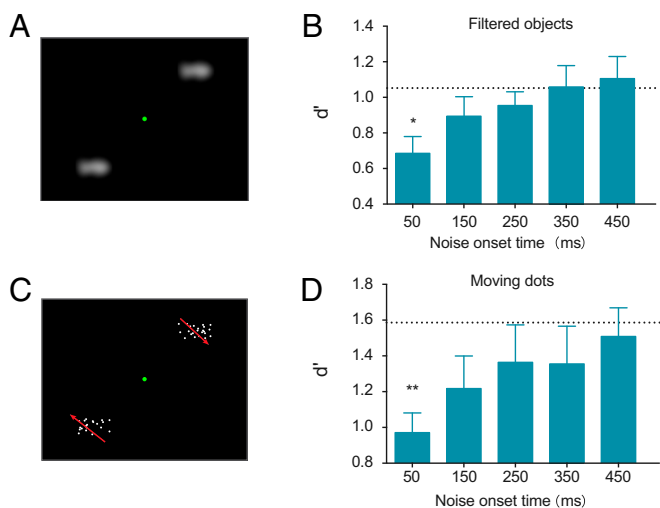 A
B
Filtered objects
d'
1.4
1.2
1.0
0.8
0.6
0.4
*
50 150 250 350 450
Noise onset time (ms)
C
D
Moving dots
d'
1.8
1.6
1.4
1.2
1.0
0.8
**
50 150 250 350 450
Noise onset time (ms)